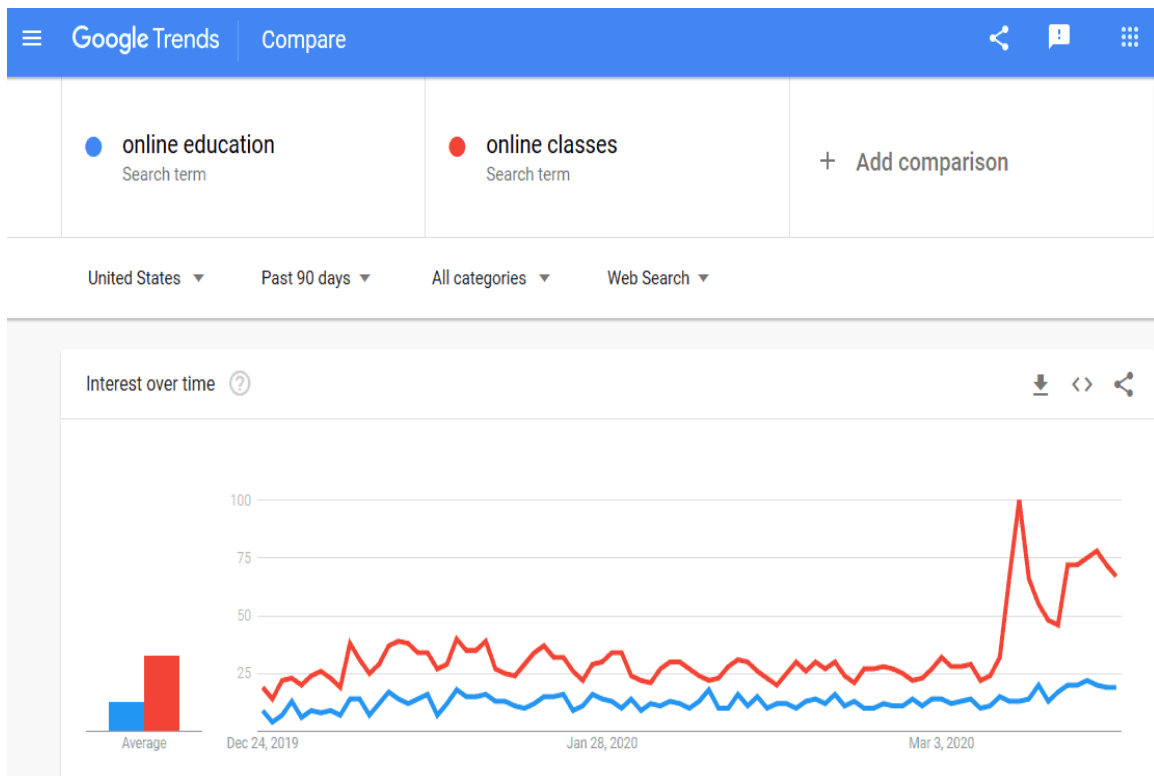 Google Trends Compare
online education
Search term
online classes
Search term
+ Add comparison
United States
Past 90 days
All categories
Web Search
Interest over time ?
100
75
50
25
Average
Dec 24, 2019
Jan 28, 2020
Mar 3, 2020